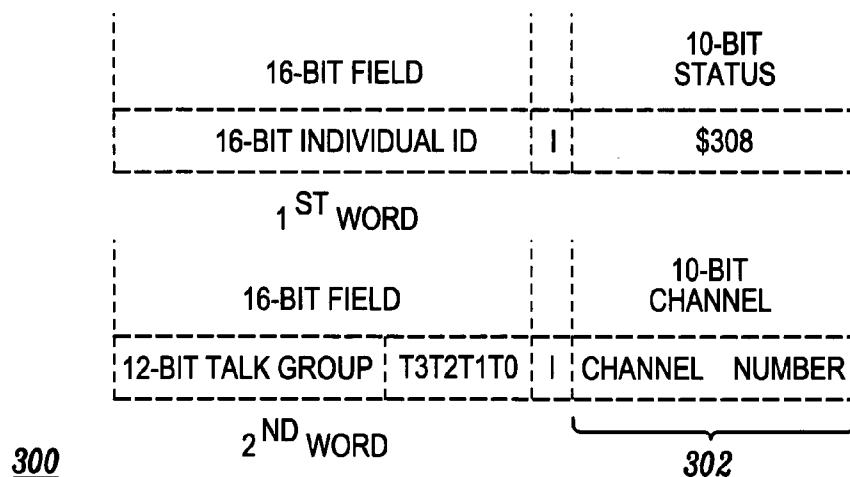 16-BIT FIELD
10-BIT
STATUS
16-BIT INDIVIDUAL ID I $308
1ST WORD
16-BIT FIELD
10-BIT
CHANNEL
12-BIT TALK GROUP T3T2T1T0 I CHANNEL NUMBER
2ND WORD
300
302